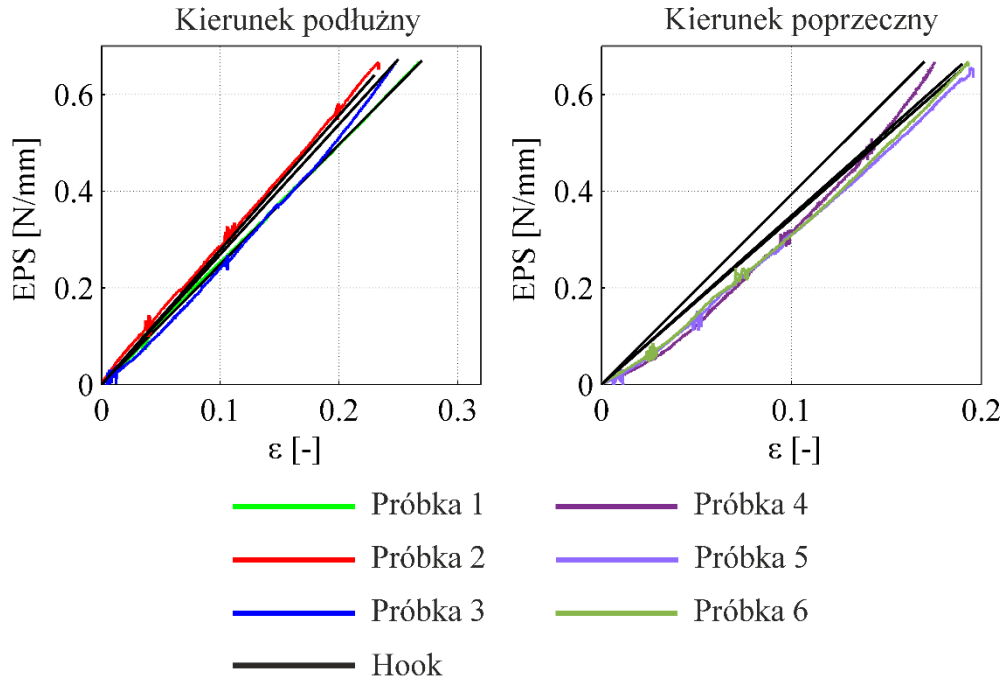 Kierunek podłużny
Kierunek poprzeczny
EPS [N/mm]
0.6
0.4
0.2
0
0
0.1
0.2
0.3
ε [-]
EPS [N/mm]
0.6
0.4
0.2
0
0
0.1
0.2
ε [-]
Próbka 1
Próbka 4
Próbka 2
Próbka 5
Próbka 3
Próbka 6
Hook